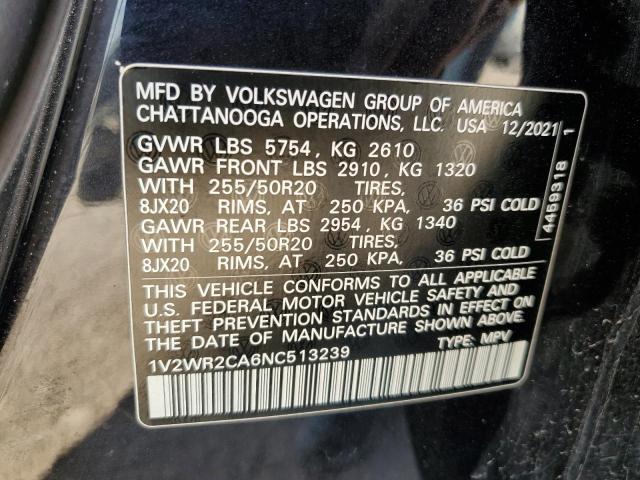 MFD BY VOLKSWAGEN GROUP OF AMERICA
CHATTANOOGA OPERATIONS, LLC. USA 12/2021
GVWR LBS 5754, KG 2610
GAWR FRONT LBS 2910, KG 1320
WITH 255/50R20 TIRES,
8JX20 RIMS, AT 250 KPA, 36 PSI COLD
GAWR REAR LBS 2954, KG 1340
WITH 255/50R20 TIRES,
8JX20 RIMS, AT 250 KPA, 36 PSI COLD
THIS VEHICLE CONFORMS TO ALL APPLICABLE
U.S. FEDERAL MOTOR VEHICLE SAFETY AND
THEFT PREVENTION STANDARDS IN EFFECT ON
THE DATE OF MANUFACTURE SHOWN ABOVE.
1V2WR2CA6NC513239 TYPE: MPV
4459318 1